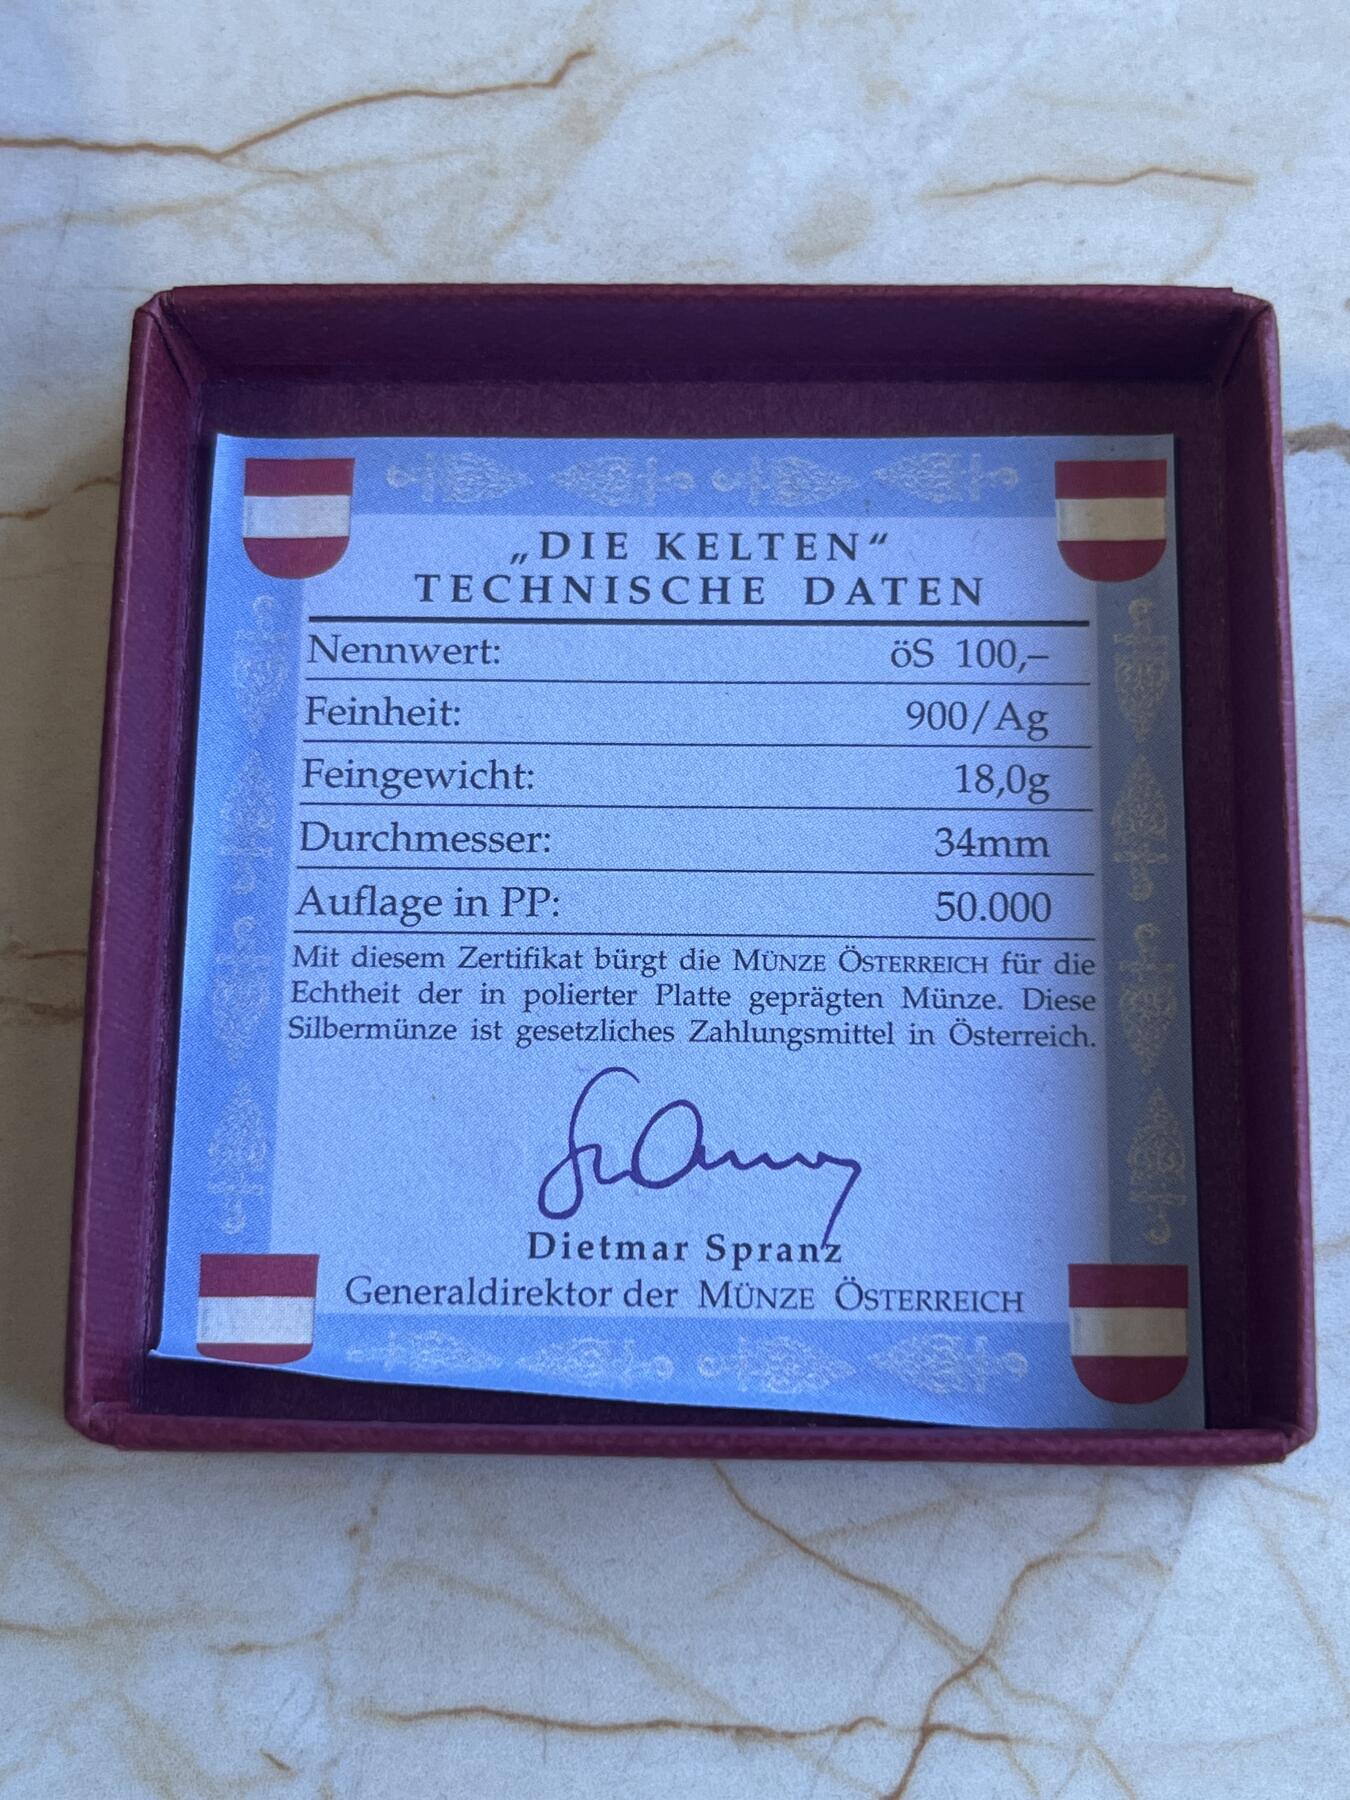 „DIE KELTEN“
TECHNISCHE DATEN
Nennwert: öS 100,–
Feinheit: 900/Ag
Feingewicht: 18,0g
Durchmesser: 34mm
Auflage in PP: 50.000
Mit diesem Zertifikat bürgt die MÜNZE ÖSTERREICH für die
Echtheit der in polierter Platte geprägten Münze. Diese
Silbermünze ist gesetzliches Zahlungsmittel in Österreich.
Dietmar Spranz
Generaldirektor der MÜNZE ÖSTERREICH